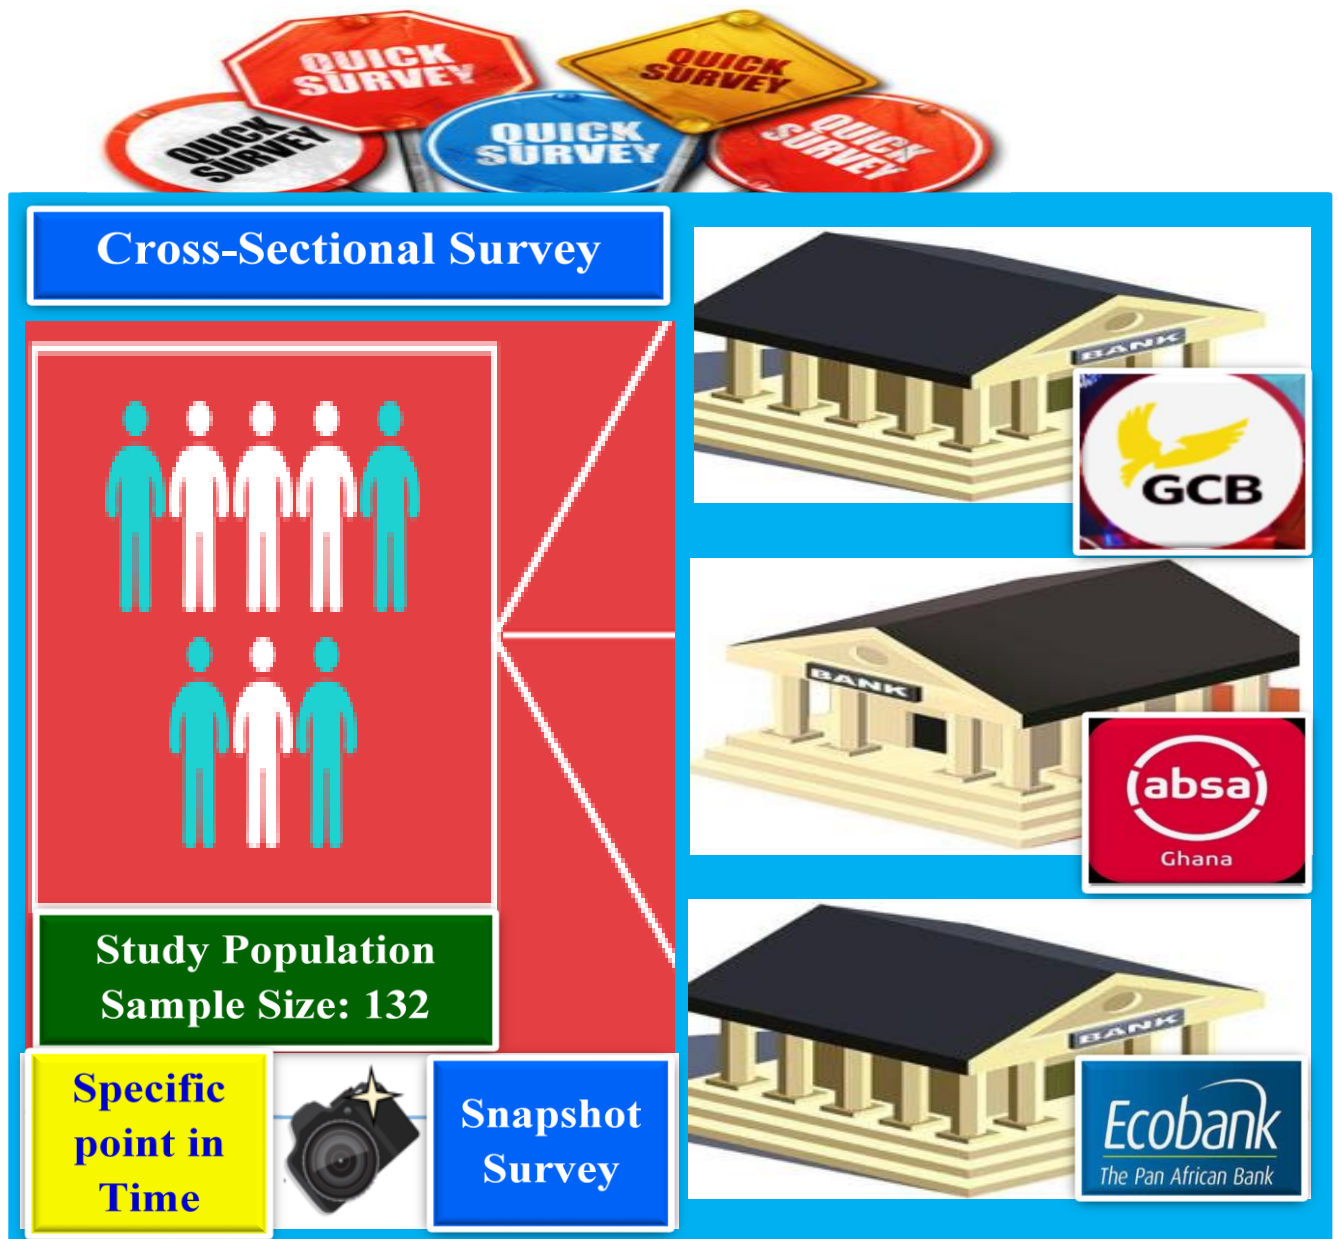 QUICK
SURVEY
QUICK
SURVEY
QUICK
SURVEY
QUICK
SURVEY
QUICK
SURVEY
Cross-Sectional Survey
BANK
GCB
BANK
absa
Ghana
Study Population
Sample Size: 132
BANK
Specific
point in
Time
Snapshot
Survey
Ecobank
The Pan African Bank